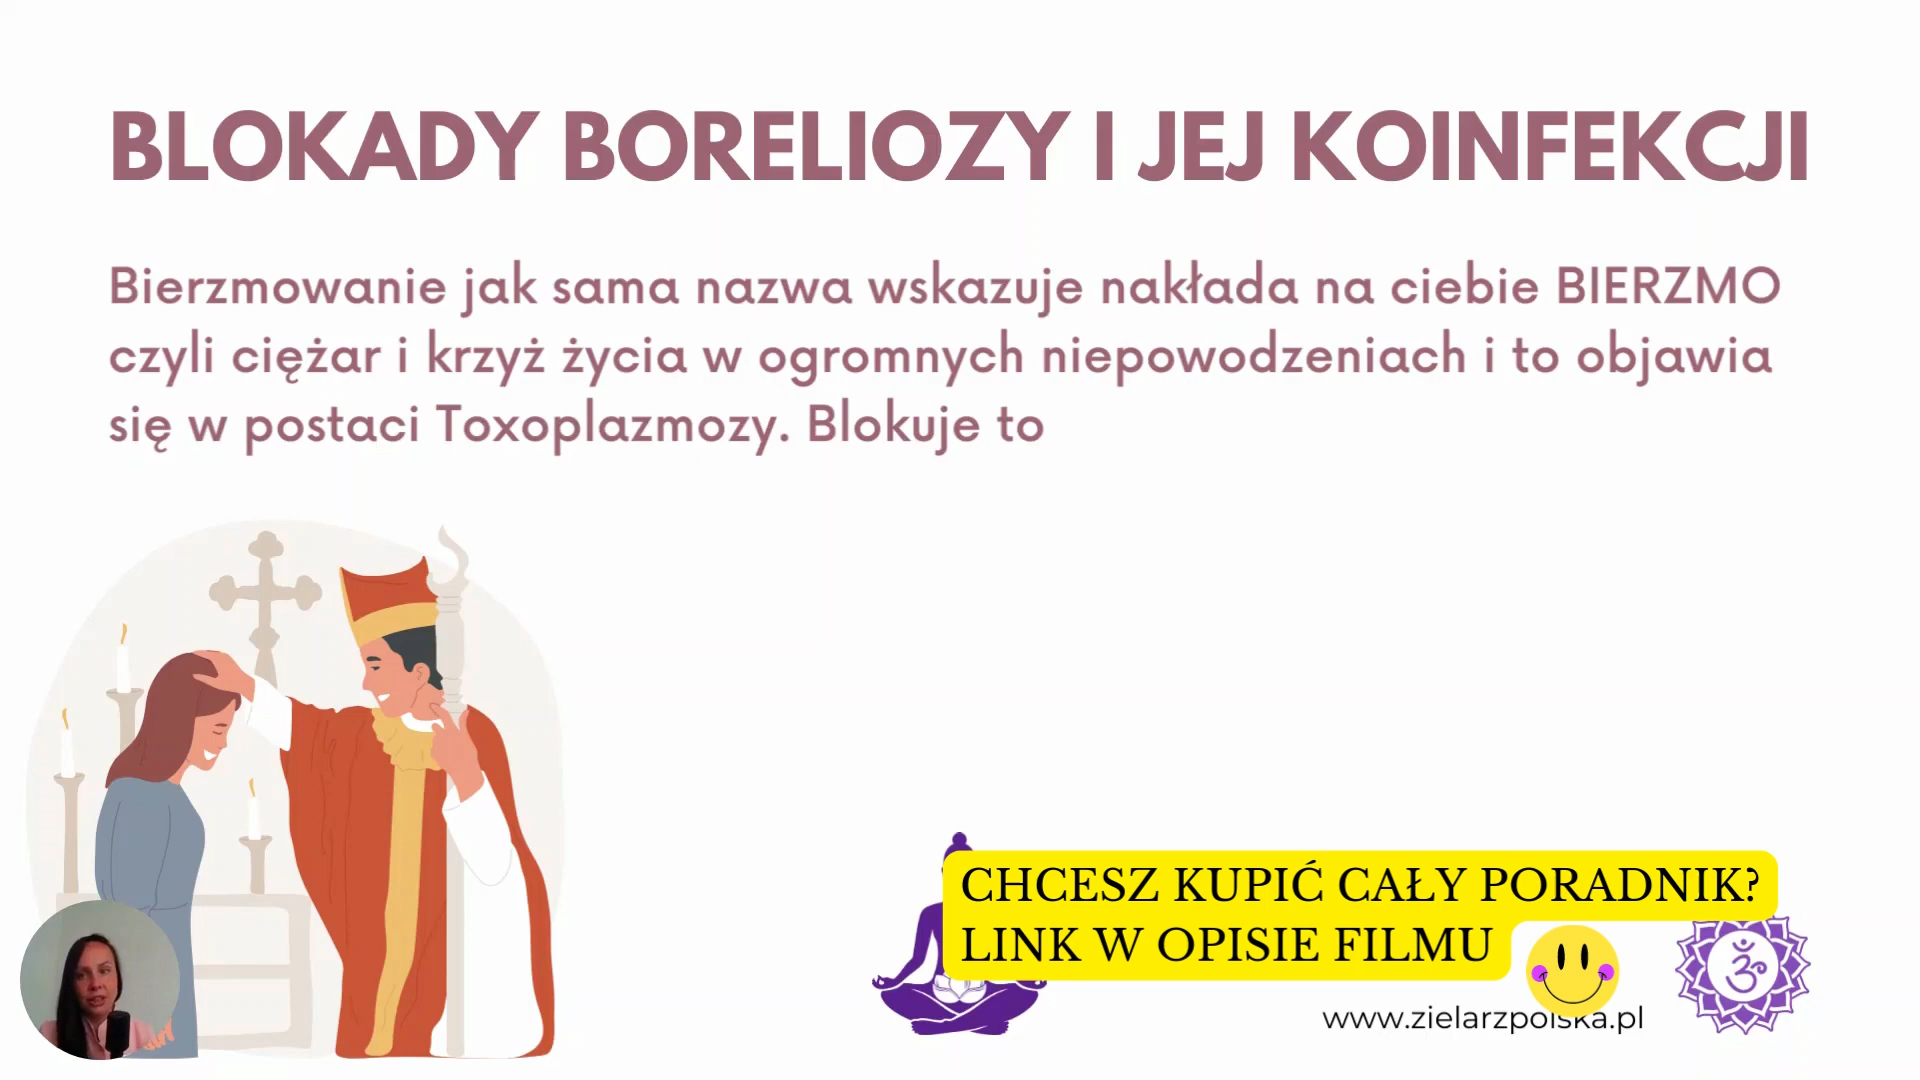 BLOKADY BORELIOZY I JEJ KOINFEKCJI
Bierzmowanie jak sama nazwa wskazuje nakłada na ciebie BIERZMO
czyli ciężar i krzyż życia w ogromnych niepowodzeniach i to objawia
się w postaci Toxoplazmozy. Blokuje to
CHCESZ KUPIĆ CAŁY PORADNIK?
LINK W OPISIE FILMU
www.zielarzpolska.pl
ॐ